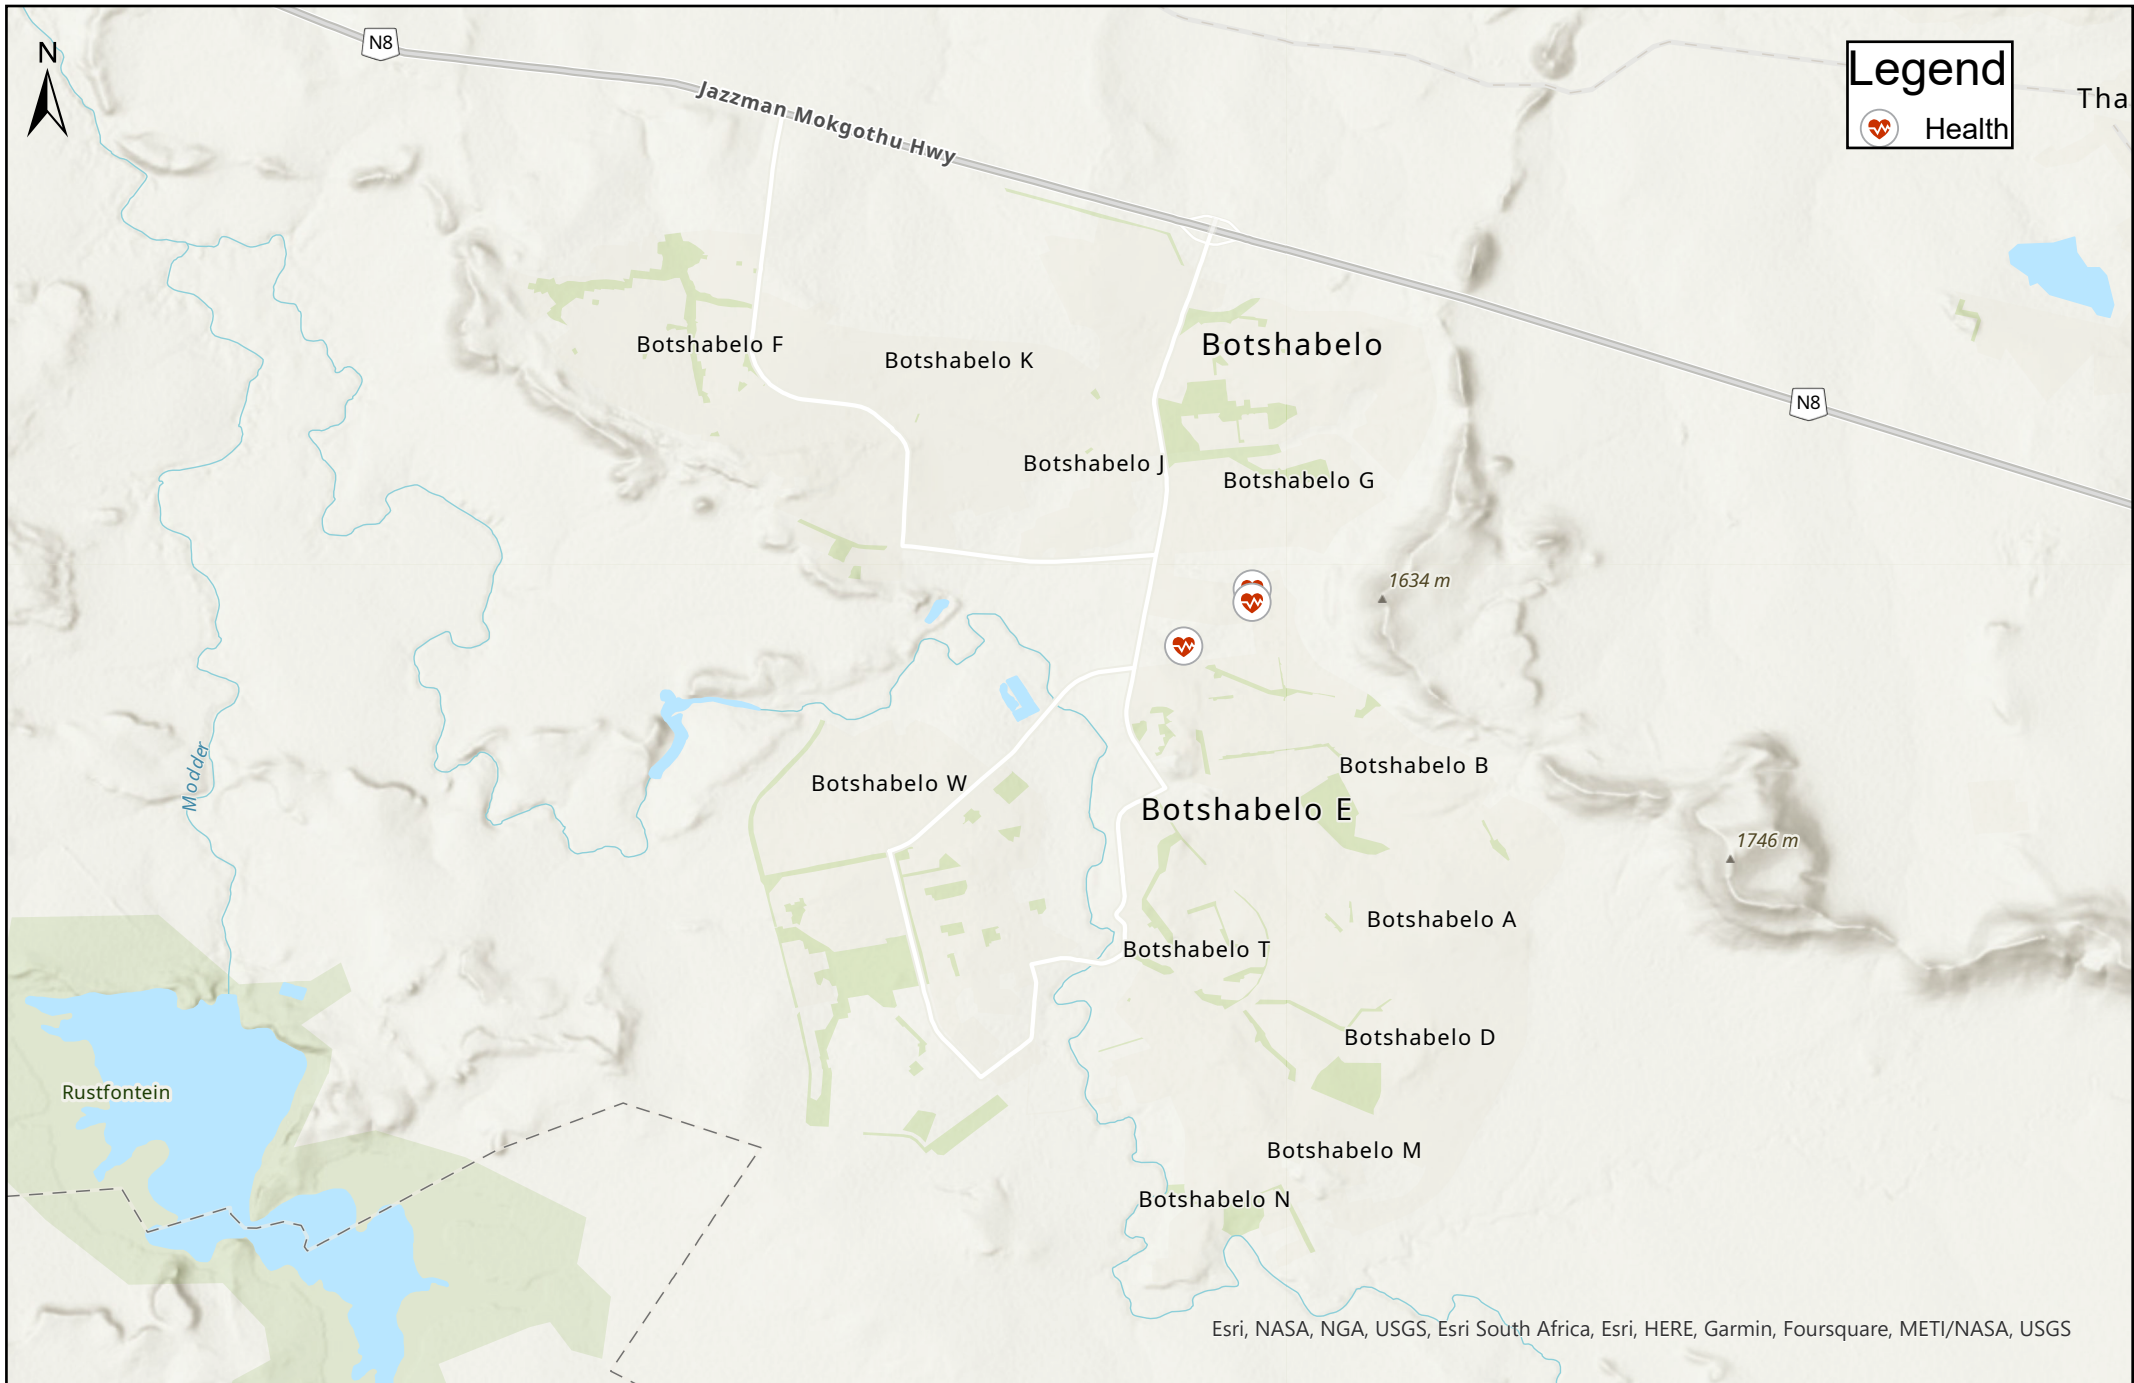 N
N8
Jazzman Mokgothu Hwy
Legend
Health
Tha
Botshabelo F
Botshabelo K
Botshabelo
N8
Botshabelo J
Botshabelo G
1634 m
Modder
Botshabelo W
Botshabelo B
Botshabelo E
1746 m
Botshabelo A
Botshabelo T
Botshabelo D
Rustfontein
Botshabelo M
Botshabelo N
Esri, NASA, NGA, USGS, Esri South Africa, Esri, HERE, Garmin, Foursquare, METI/NASA, USGS